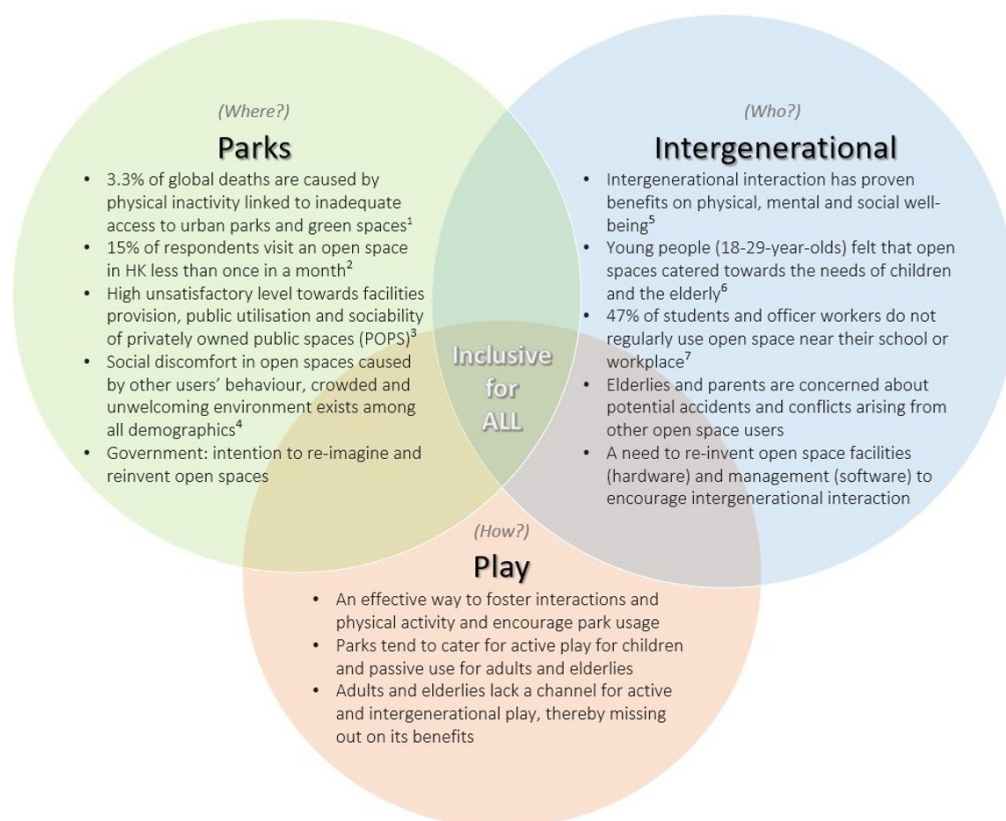 (Where?)
Parks
• 3.3% of global deaths are caused by
physical inactivity linked to inadequate
access to urban parks and green spaces¹
• 15% of respondents visit an open space
in HK less than once in a month²
• High unsatisfactory level towards facilities
provision, public utilisation and sociability
of privately owned public spaces (POPS)³
• Social discomfort in open spaces caused
by other users’ behaviour, crowded and
unwelcoming environment exists among
all demographics⁴
• Government: intention to re-imagine and
reinvent open spaces
(Who?)
Intergenerational
• Intergenerational interaction has proven
benefits on physical, mental and social well-
being⁵
• Young people (18-29-year-olds) felt that open
spaces catered towards the needs of children
and the elderly⁶
• 47% of students and officer workers do not
regularly use open space near their school or
workplace⁷
• Elderlies and parents are concerned about
potential accidents and conflicts arising from
other open space users
• A need to re-invent open space facilities
(hardware) and management (software) to
encourage intergenerational interaction
Inclusive
for
ALL
(How?)
Play
• An effective way to foster interactions and
physical activity and encourage park usage
• Parks tend to cater for active play for children
and passive use for adults and elderlies
• Adults and elderlies lack a channel for active
and intergenerational play, thereby missing
out on its benefits